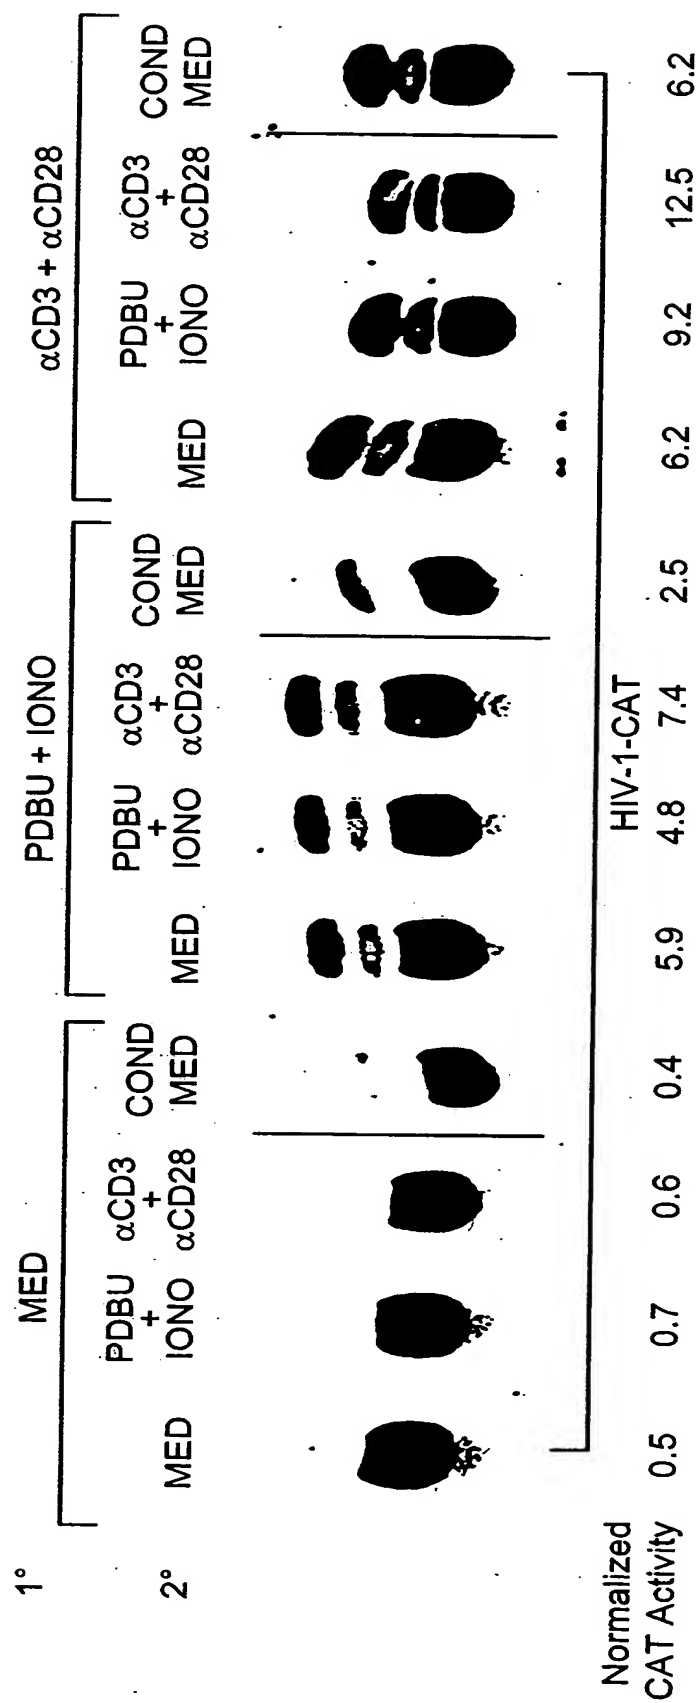 1°
MED
PDBU + IONO
αCD3 + αCD28
2°
MED
PDBU
+
IONO
αCD3
+
αCD28
COND
MED
MED
PDBU
+
IONO
αCD3
+
αCD28
COND
MED
MED
PDBU
+
IONO
αCD3
+
αCD28
COND
MED
HIV-1-CAT
Normalized
CAT Activity 0.5 0.7 0.6 0.4 5.9 4.8 7.4 2.5 6.2 9.2 12.5 6.2